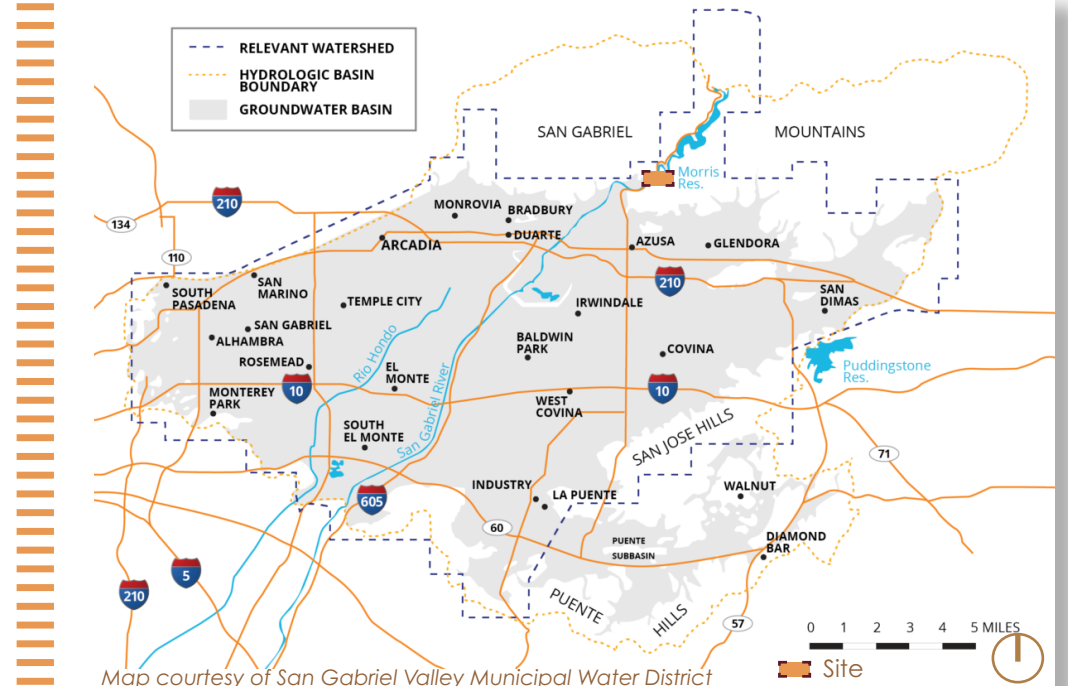 RELEVANT WATERSHED
HYDROLOGIC BASIN
BOUNDARY
GROUNDWATER BASIN
SAN GABRIEL
MOUNTAINS
Morris
Res.
210
134
110
MONROVIA
BRADBURY
DUARTE
ARCADIA
AZUSA
GLENDORA
210
SOUTH
PASADENA
SAN
MARINO
TEMPLE CITY
IRWINDALE
SAN
DIMAS
SAN GABRIEL
ALHAMBRA
Rio Hondo
BALDWIN
PARK
COVINA
Puddingstone
Res.
ROSEMEAD
EL
MONTE
San Gabriel River
10
10
MONTEREY
PARK
WEST
COVINA
SOUTH
EL MONTE
SAN JOSE HILLS
71
INDUSTRY
LA PUENTE
WALNUT
605
60
PUENTE
SUBBASIN
DIAMOND
BAR
5
210
PUENTE
HILLS
57
0 1 2 3 4 5 MILES
Site
Map courtesy of San Gabriel Valley Municipal Water District